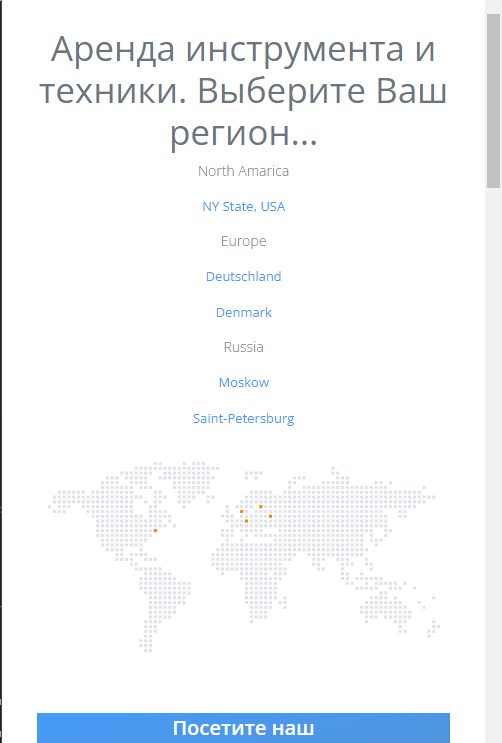 Аренда инструмента и
техники. Выберите Ваш
регион...
North Amarica
NY State, USA
Europe
Deutschland
Denmark
Russia
Moskow
Saint-Petersburg
Посетите наш